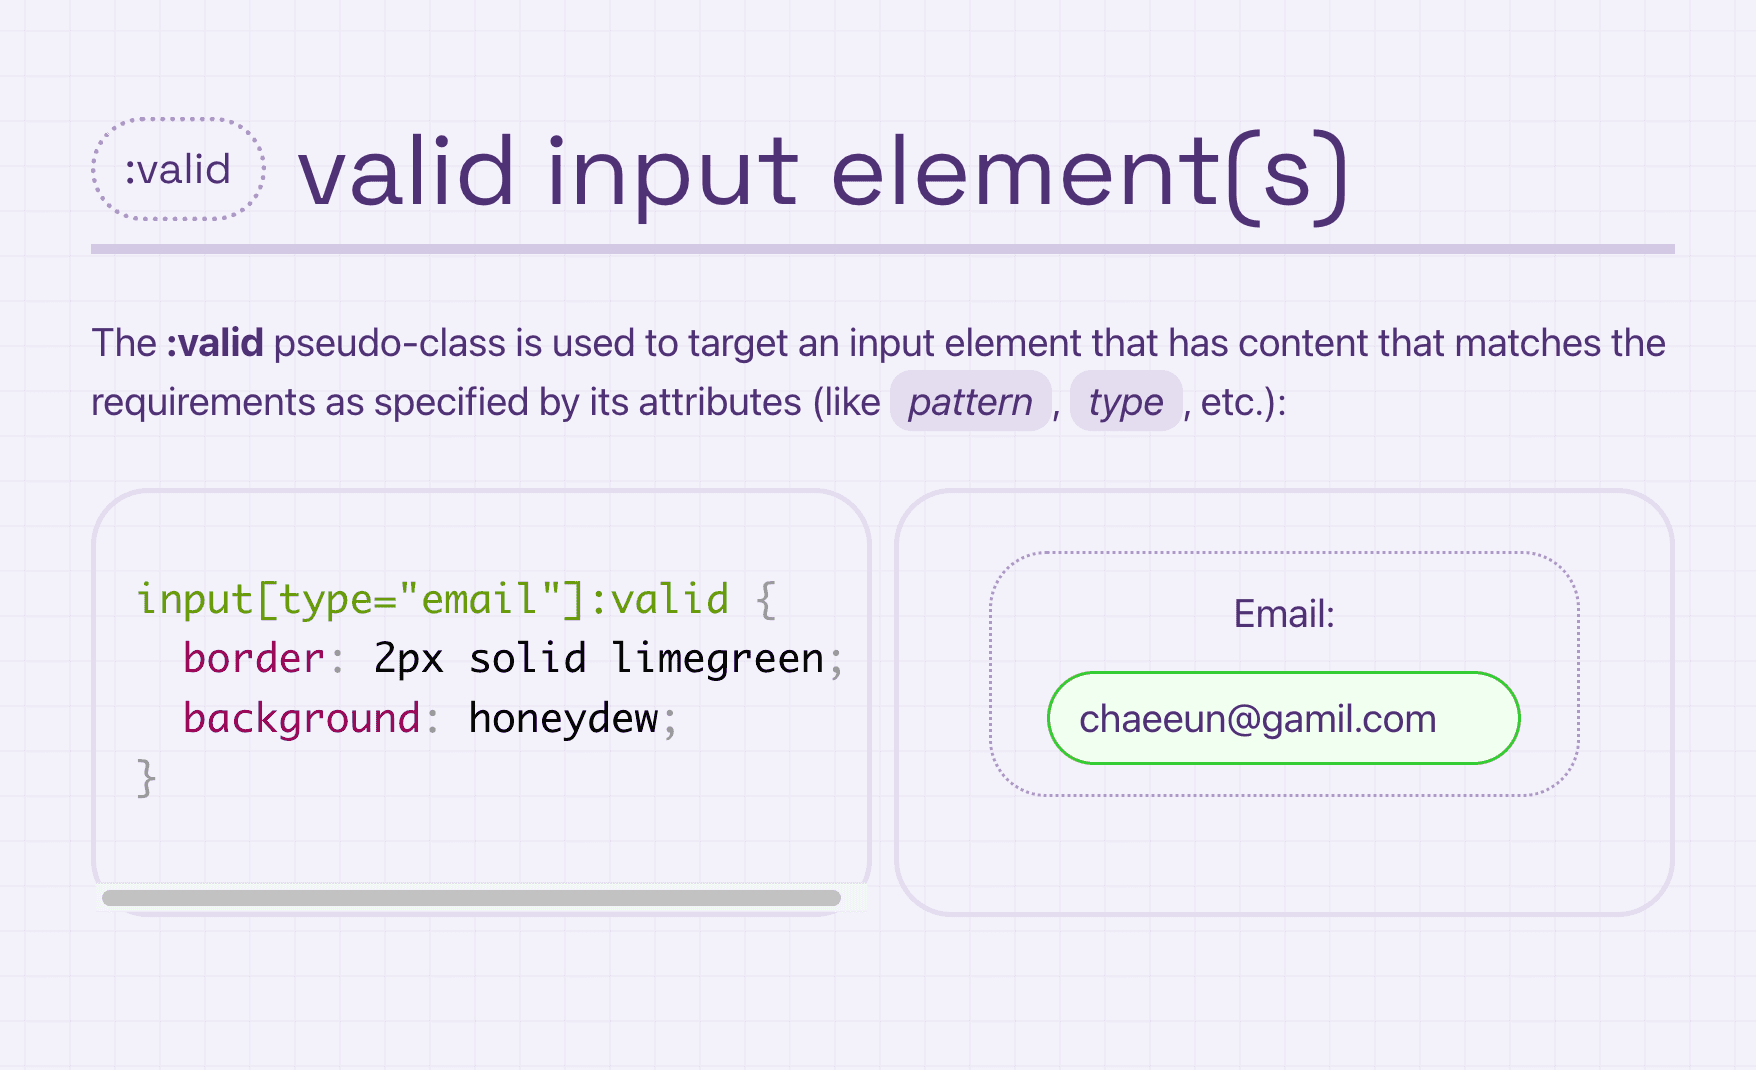 :valid valid input element(s)
The :valid pseudo-class is used to target an input element that has content that matches the
requirements as specified by its attributes (like pattern, type, etc.):
input[type="email"]:valid {
  border: 2px solid limegreen;
  background: honeydew;
}
Email:
chaeeun@gamil.com